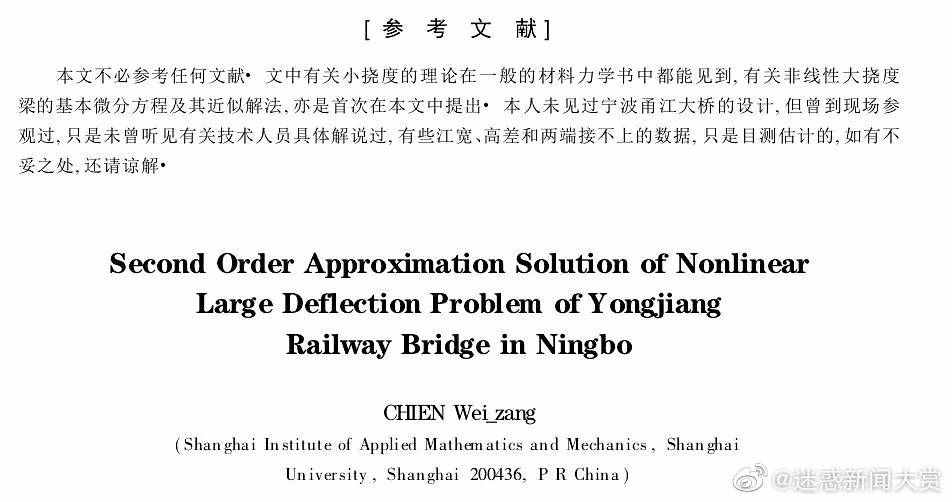 [ 参 考 文 献 ]
本文不必参考任何文献• 文中有关小挠度的理论在一般的材料力学书中都能见到, 有关非线性大挠度
梁的基本微分方程及其近似解法, 亦是首次在本文中提出• 本人未见过宁波甬江大桥的设计, 但曾到现场参
观过, 只是未曾听见有关技术人员具体解说过, 有些江宽、高差和两端接不上的数据, 只是目测估计的, 如有不
妥之处, 还请谅解•
Second Order Approximation Solution of Nonlinear
Large Deflection Problem of Yongjiang
Railway Bridge in Ningbo
CHIEN Wei_zang
( Shanghai Institute of Applied Mathematics and Mechanics , Shanghai
University , Shanghai 200436, P R China )
@迷惑新闻大赏